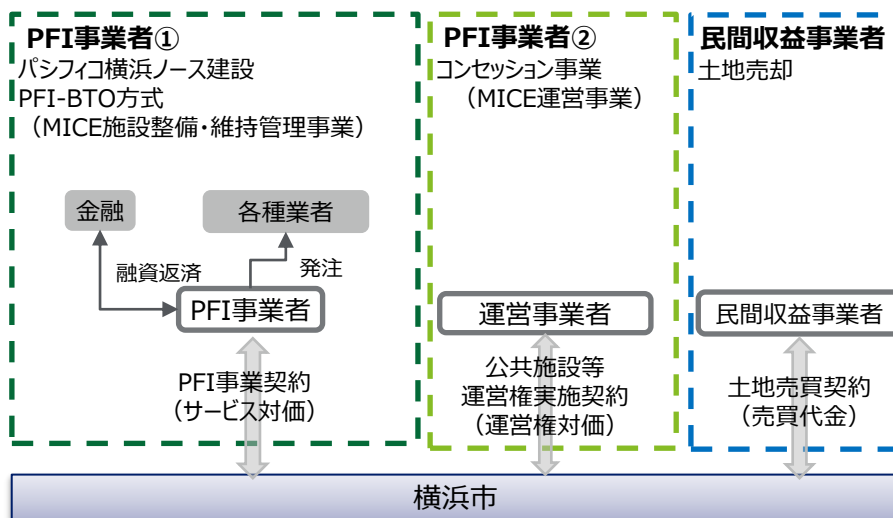 PFI事業者①
パシフィコ横浜ノース建設
PFI-BTO方式
（MICE施設整備・維持管理事業）
金融
各種業者
融資返済
発注
PFI事業者
PFI事業契約
（サービス対価）
PFI事業者②
コンセッション事業
（MICE運営事業）
運営事業者
公共施設等
運営権実施契約
（運営権対価）
民間収益事業者
土地売却
民間収益事業者
土地売買契約
（売買代金）
横浜市